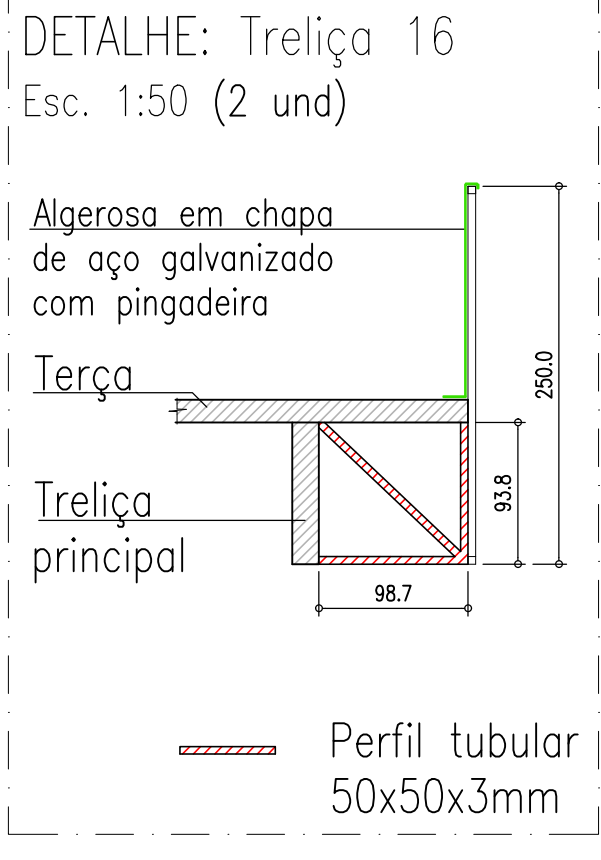 DETALHE: Treliça 16
Esc. 1:50 (2 und)
Algerosa em chapa
de aço galvanizado
com pingadeira
250.0
Terça
93.8
Treliça
principal
98.7
Perfil tubular
50x50x3mm